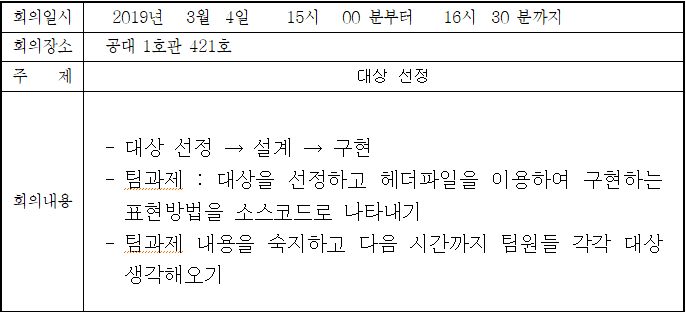 회의일시 2019년 3월 4일 15시 00 분부터 16시 30 분까지
회의장소 공대 1호관 421호
주 제 대상 선정
회의내용
- 대상 선정 → 설계 → 구현
- 팀과제 : 대상을 선정하고 헤더파일을 이용하여 구현하는
표현방법을 소스코드로 나타내기
- 팀과제 내용을 숙지하고 다음 시간까지 팀원들 각각 대상
생각해오기